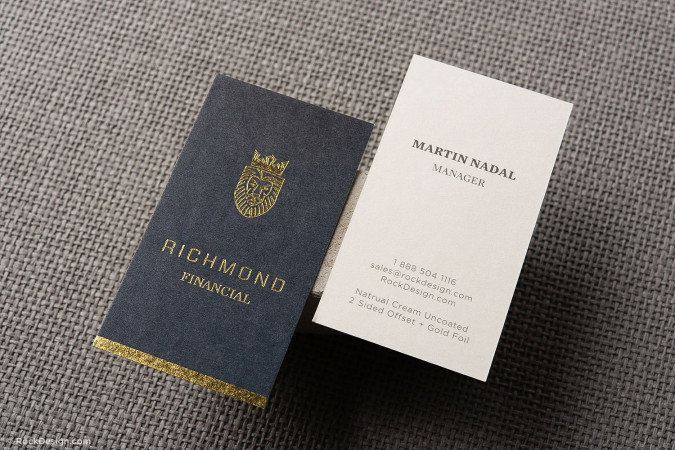 RICHMOND
FINANCIAL
MARTIN NADAL
MANAGER
1 888 504 1116
sales@rockdesign.com
RockDesign.com
Natrual Cream Uncoated
2 Sided Offset + Gold Foil
© RockDesign.com